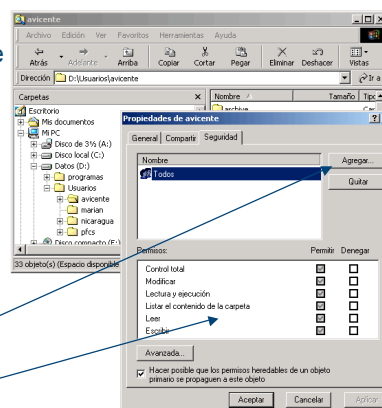 avicente
Archivo Edición Ver Favoritos Herramientas Ayuda
Atrás Adelante Arriba Copiar Cortar Pegar Eliminar Deshacer Vistas
Dirección D:\Usuarios\avicente Ir a
Carpetas
Nombre Tamaño
Escritorio
Mis documentos
Mi PC
Disco de 3½ (A:)
Disco local (C:)
Datos (D:)
programas
Usuarios
avicente
marian
nicaragua
pfcs
Disco compacto (E:)
33 objeto(s) (Espacio disponible
Propiedades de avicente
General Compartir Seguridad
Nombre
Todos
Agregar...
Quitar
Permisos: Permitir Denegar
Control total
Modificar
Lectura y ejecución
Listar el contenido de la carpeta
Leer
Escribir
Avanzada...
Hacer posible que los permisos heredables de un objeto
primario se propaguen a este objeto
Aceptar Cancelar Aplicar